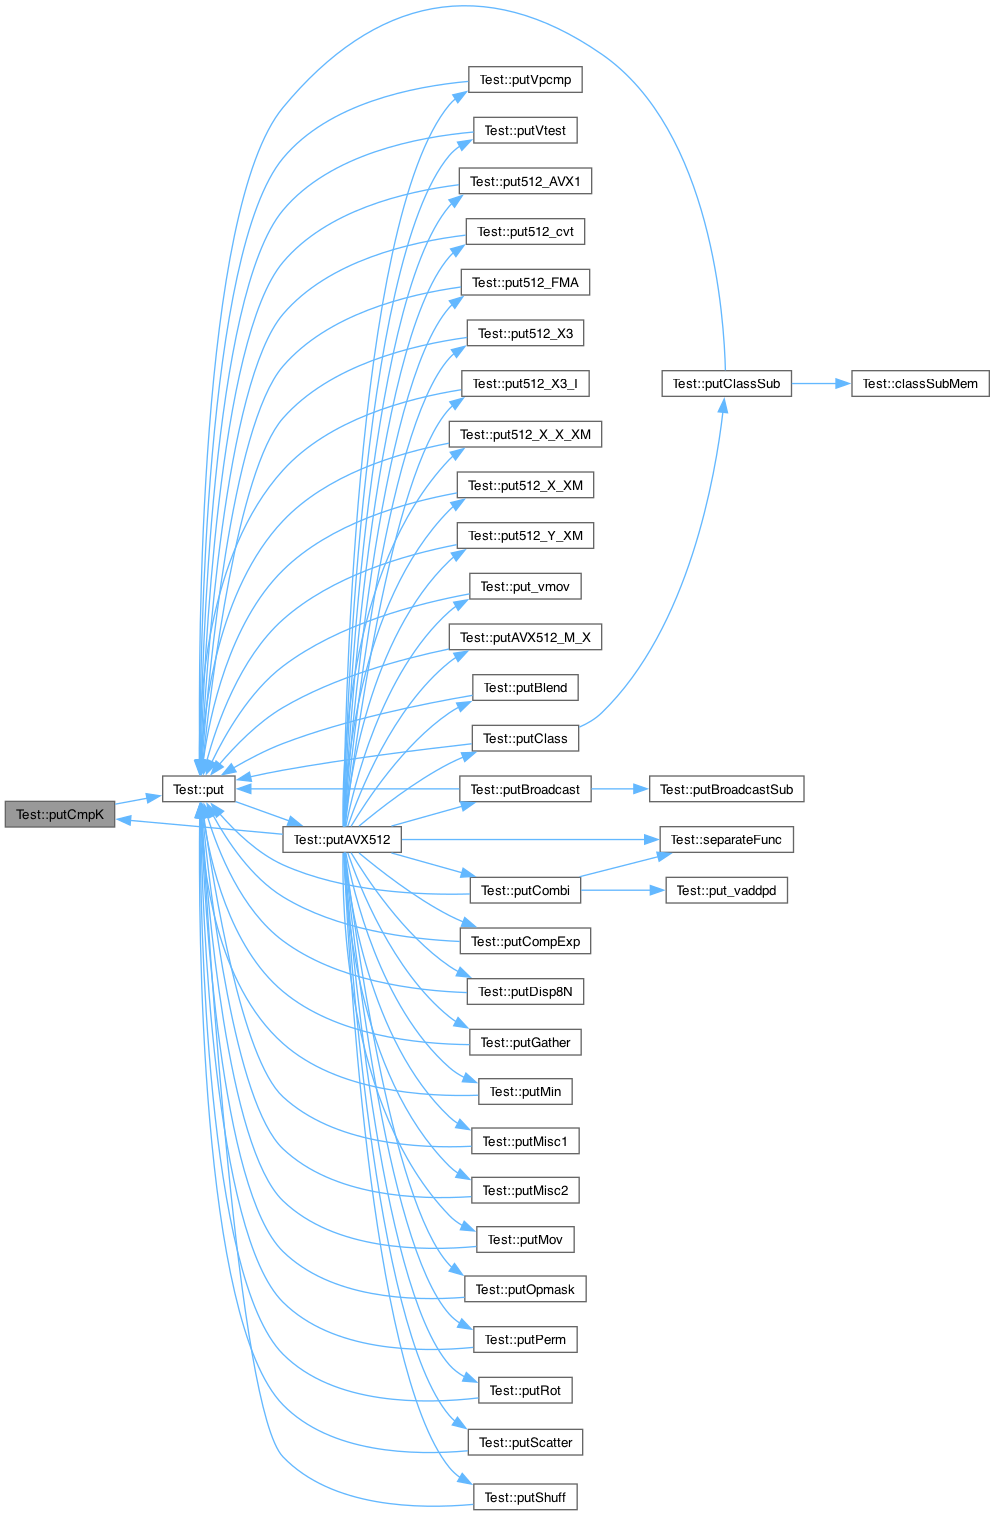 Test::putVpcmp
Test::putVtest
Test::put512_AVX1
Test::put512_cvt
Test::put512_FMA
Test::put512_X3
Test::put512_X3_I
Test::putClassSub
Test::classSubMem
Test::put512_X_X_XM
Test::put512_X_XM
Test::put512_Y_XM
Test::put_vmov
Test::putAVX512_M_X
Test::putBlend
Test::putClass
Test::put
Test::putBroadcast
Test::putBroadcastSub
Test::putCmpK
Test::putAVX512
Test::separateFunc
Test::putCombi
Test::put_vaddpd
Test::putCompExp
Test::putDisp8N
Test::putGather
Test::putMin
Test::putMisc1
Test::putMisc2
Test::putMov
Test::putOpmask
Test::putPerm
Test::putRot
Test::putScatter
Test::putShuff